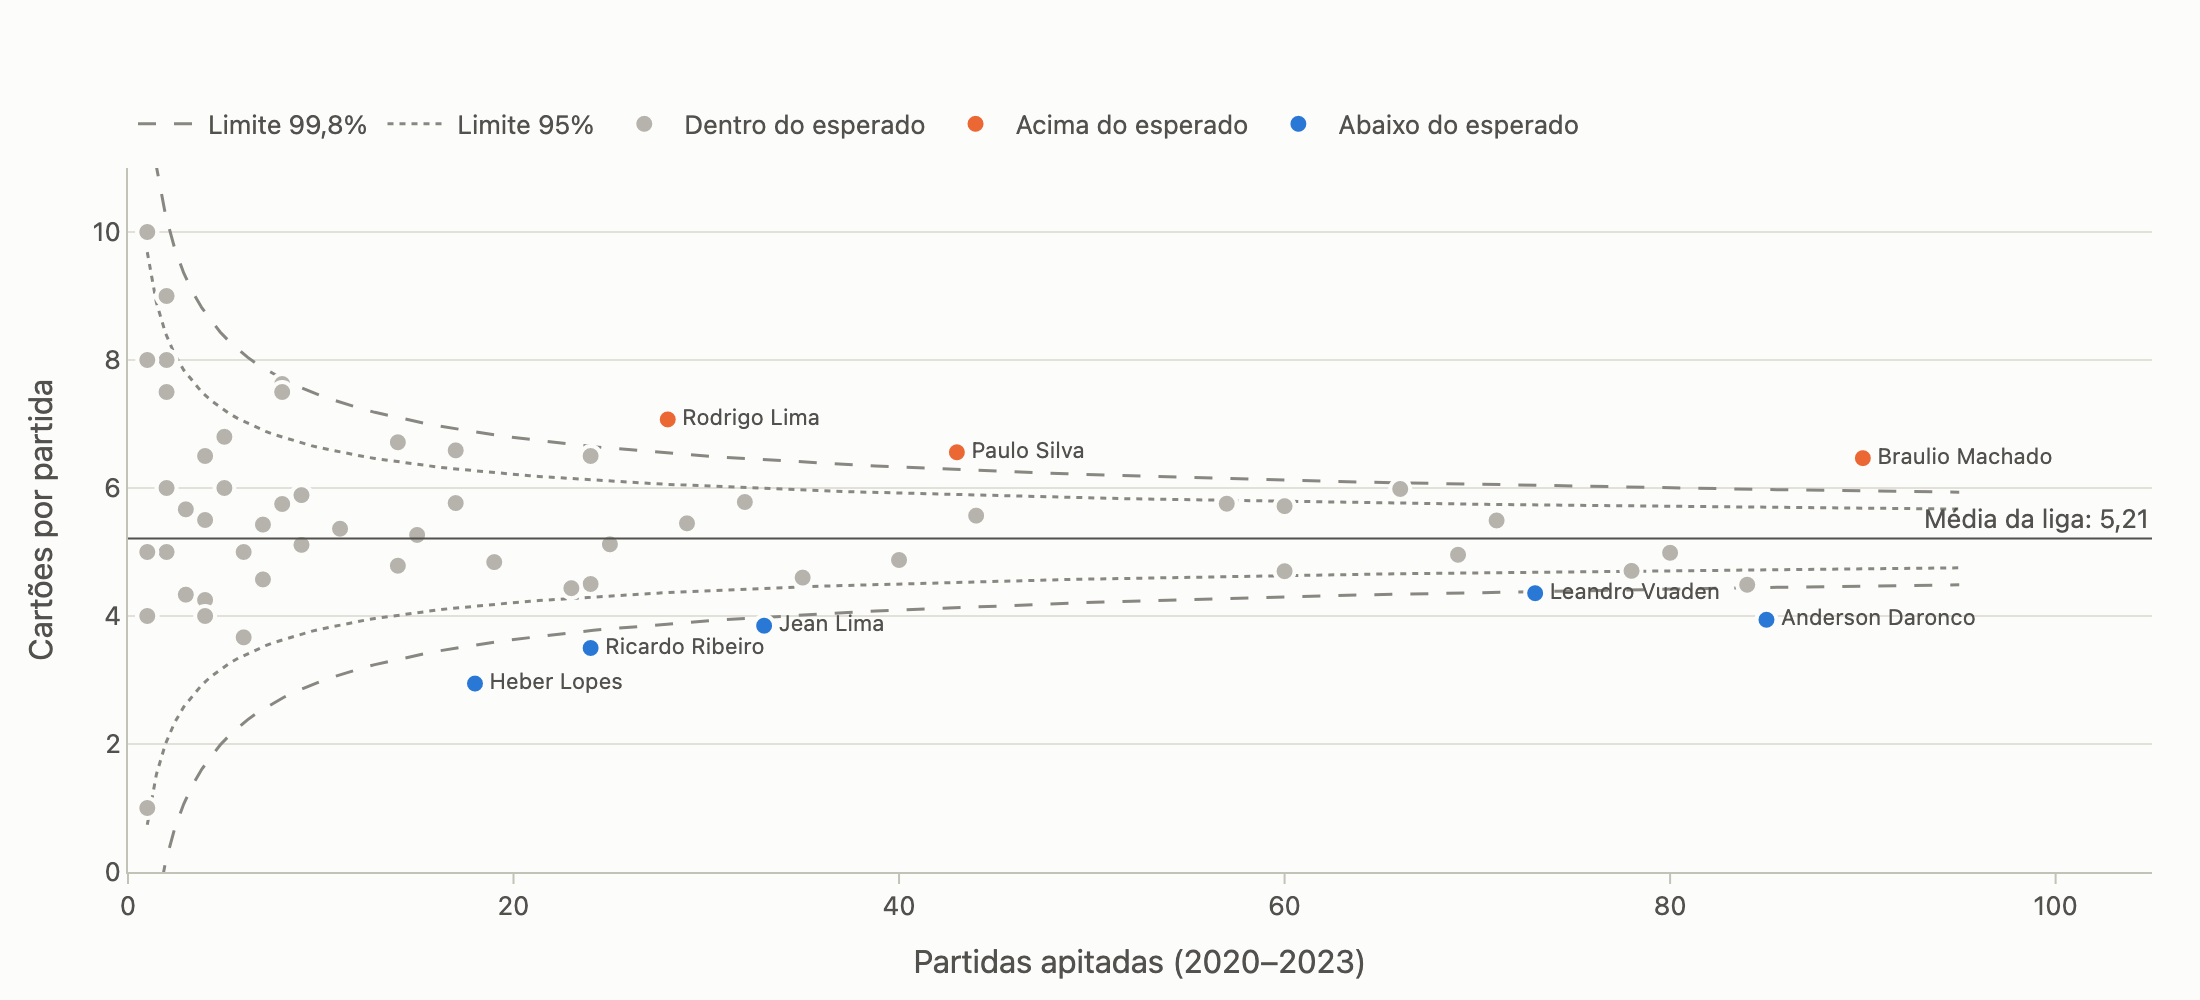 Limite 99,8% Limite 95% Dentro do esperado Acima do esperado Abaixo do esperado
Cartões por partida
10
8
6
4
2
0
Rodrigo Lima
Paulo Silva
Braulio Machado
Média da liga: 5,21
Leandro Vuaden
Anderson Daronco
Jean Lima
Ricardo Ribeiro
Heber Lopes
0 20 40 60 80 100
Partidas apitadas (2020–2023)